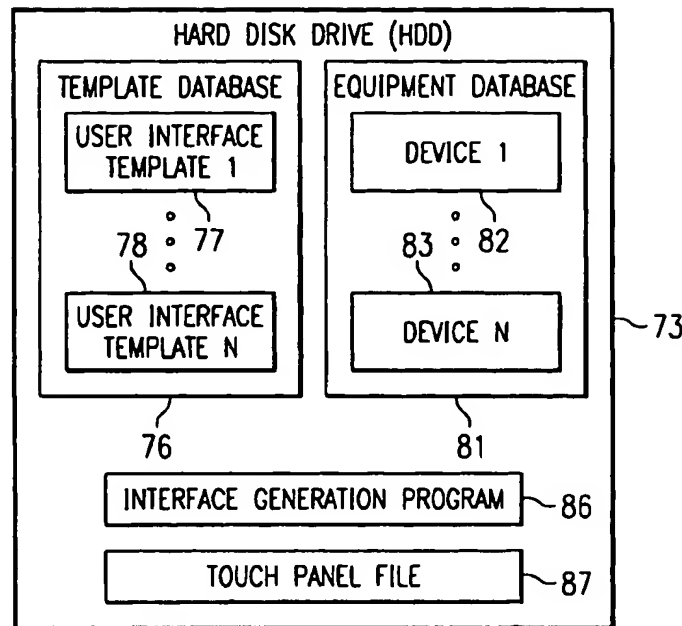 HARD DISK DRIVE (HDD)
TEMPLATE DATABASE
USER INTERFACE
TEMPLATE 1
77
78
USER INTERFACE
TEMPLATE N
76
EQUIPMENT DATABASE
DEVICE 1
82
83
DEVICE N
81
73
INTERFACE GENERATION PROGRAM
86
TOUCH PANEL FILE
87